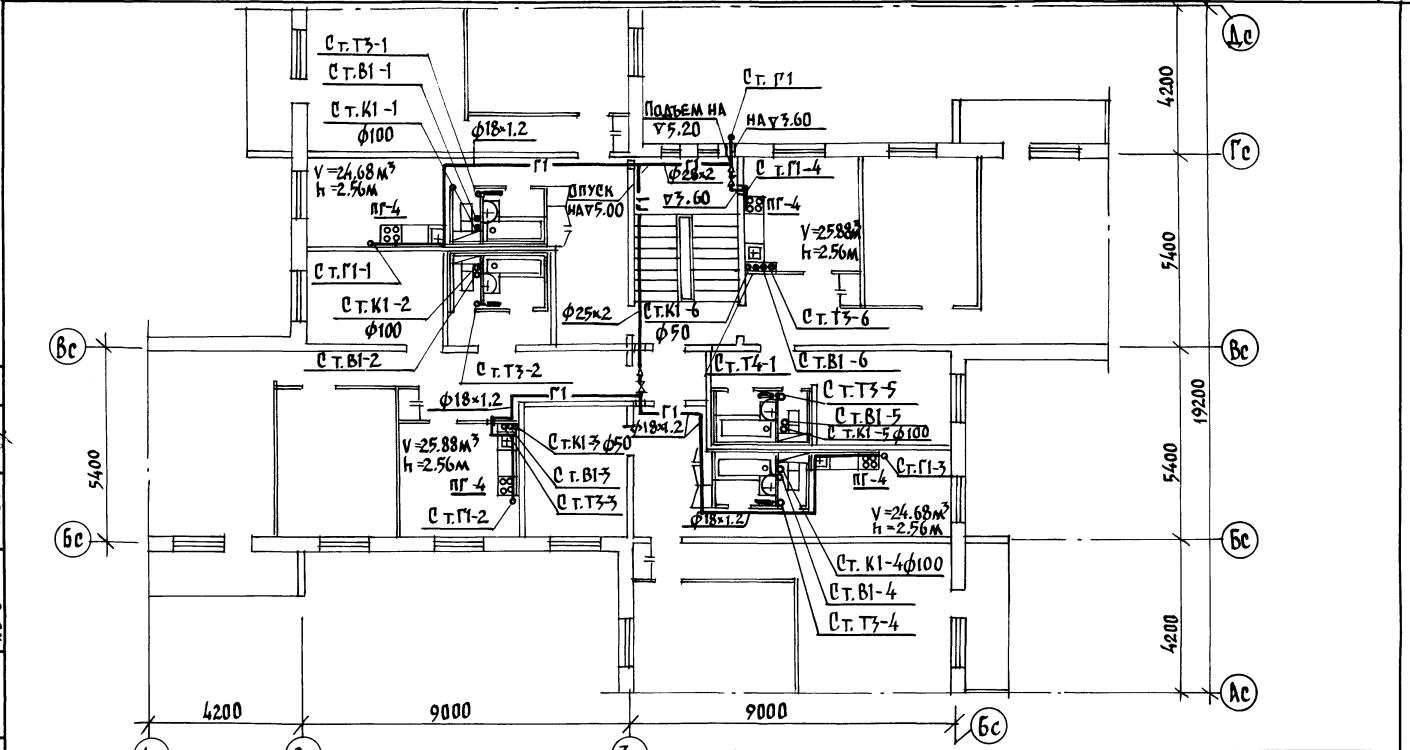 Ст.Т3-1
Ст.В1-1
Ст.К1-1
ф100
ф18×1.2
Ст.Г1
Подъем на
▽5.20
на ▽3.60
Дс
4200
Гс
V=24.68м³
h=2.56м
ПГ-4
Г1
Опуск
на ▽5.00
Г1
Г1
ф25×2
▽3.60
Ст.Г1-4
ПГ-4
V=25.88м³
h=2.56м
5400
Ст.Г1-1
Ст.К1-2
ф100
Ст.В1-2
Ст.Т3-2
ф25×2
Ст.К1-6
ф50
Ст.Т3-6
Ст.В1-6
Ст.Т4-1
Вс
Вс
19200
ф18×1.2
Г1
Г1
ф18×1.2
Ст.Т3-5
Ст.В1-5
Ст.К1-5ф100
V=25.88м³
h=2.56м
ПГ-4
Ст.К1-3ф50
Ст.В1-3
Ст.Т3-3
Ст.Г1-2
Ст.Г1-3
ПГ-4
V=24.68м³
h=2.56м
5400
5400
ф18×1.2
Бс
Бс
Ст.К1-4ф100
Ст.В1-4
Ст.Т3-4
4200
Ас
4200
9000
9000
Бс